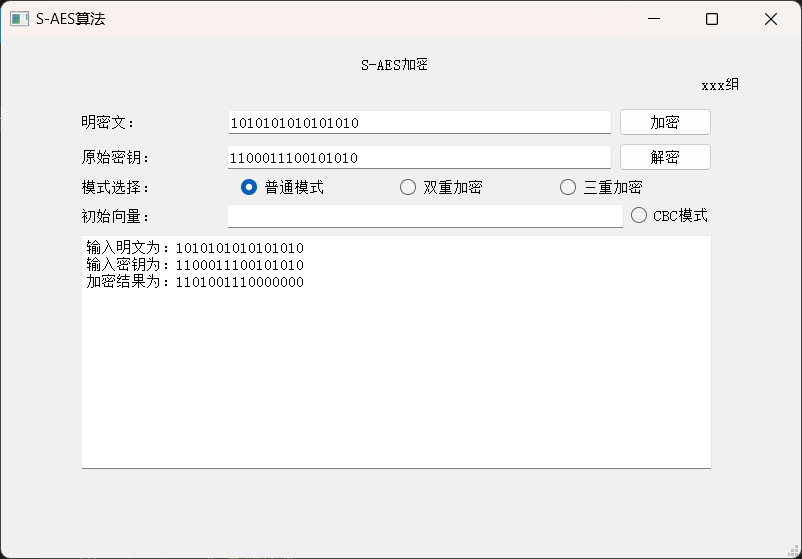 S-AES算法
S-AES加密
xxx组
明密文： 1010101010101010 加密
原始密钥： 1100011100101010 解密
模式选择： 普通模式 双重加密 三重加密
初始向量： CBC模式
输入明文为：1010101010101010
输入密钥为：1100011100101010
加密结果为：1101001110000000